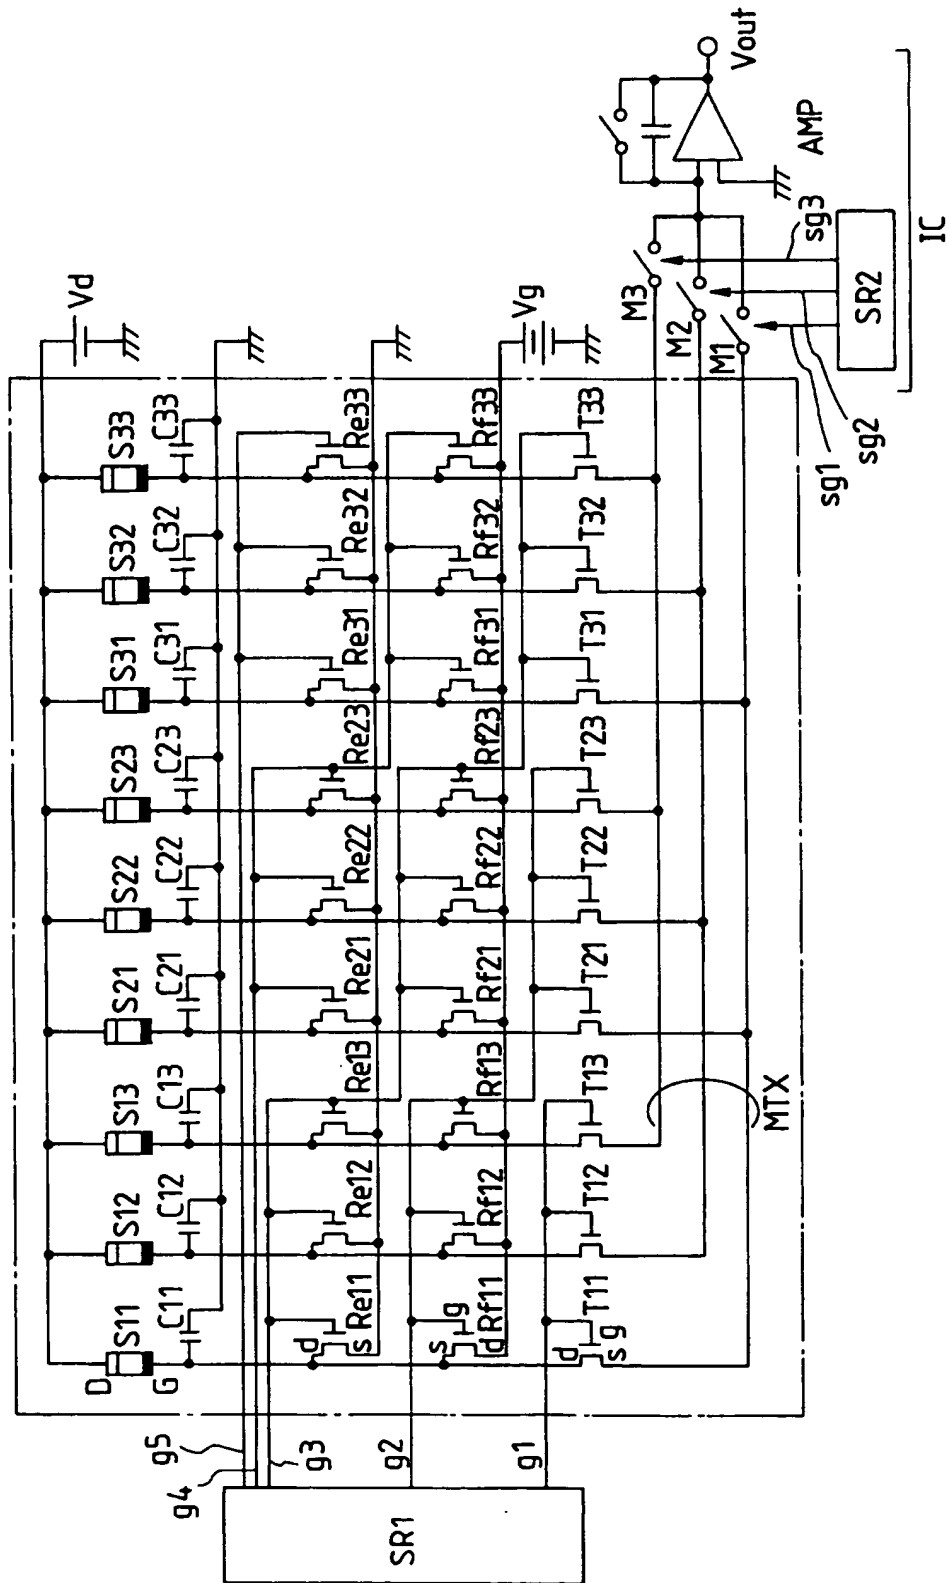 Vd
S11 S12 S13 S21 S22 S23 S31 S32 S33
D
G
C11 C12 C13 C21 C22 C23 C31 C32 C33
g5
g4
g3
d
s
Re11 Re12 Re13 Re21 Re22 Re23 Re31 Re32 Re33
SR1
g2
s
g
d
Rf11 Rf12 Rf13 Rf21 Rf22 Rf23 Rf31 Rf32 Rf33
Vg
g1
d
g
s
T11 T12 T13 T21 T22 T23 T31 T32 T33
MTX
M3
M2
M1
sg1
sg2
sg3
SR2
AMP
Vout
IC